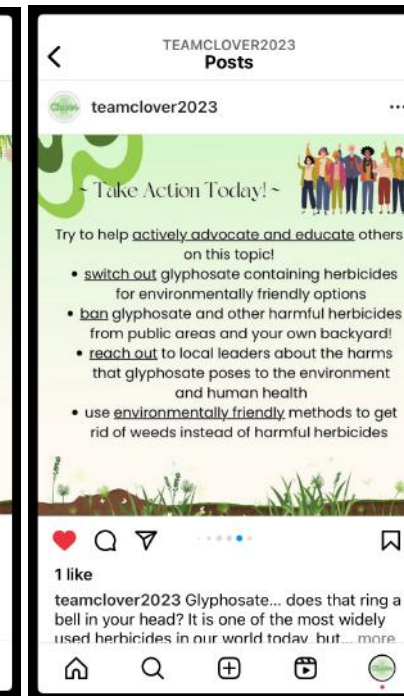 TEAMCLOVER2023
Posts
teamclover2023
~ Take Action Today! ~
Try to help actively advocate and educate others
on this topic!
• switch out glyphosate containing herbicides
for environmentally friendly options
• ban glyphosate and other harmful herbicides
from public areas and your own backyard!
• reach out to local leaders about the harms
that glyphosate poses to the environment
and human health
• use environmentally friendly methods to get
rid of weeds instead of harmful herbicides
1 like
teamclover2023 Glyphosate... does that ring a
bell in your head? It is one of the most widely
used herbicides in our world today, but... more